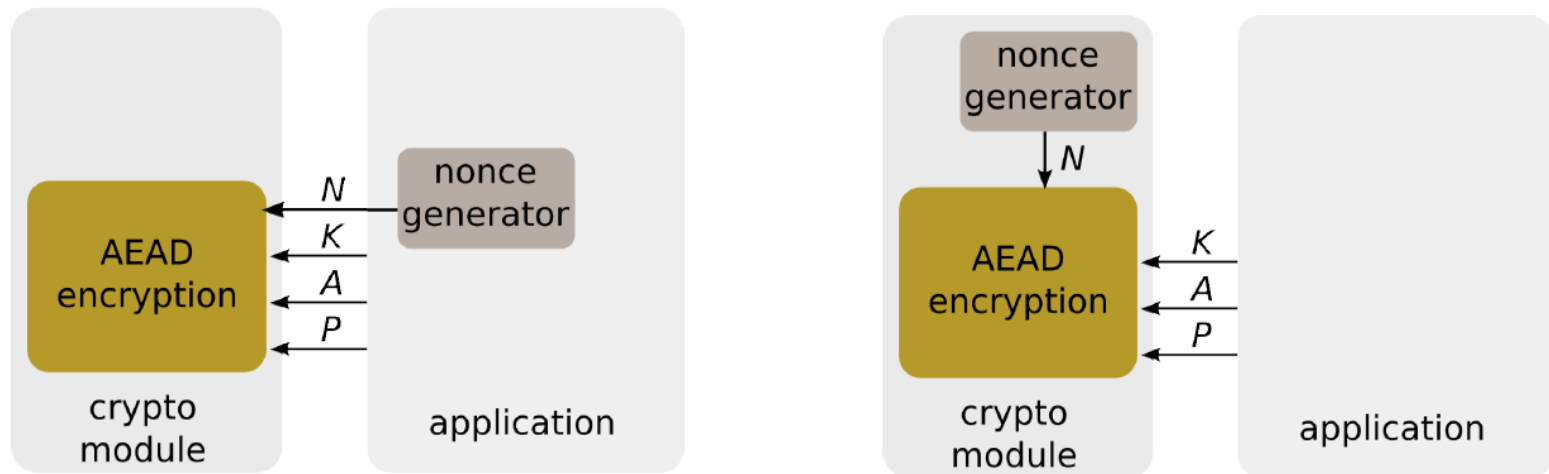 nonce
generator
N
K
A
P
AEAD
encryption
crypto
module
application
nonce
generator
N
AEAD
encryption
K
A
P
crypto
module
application